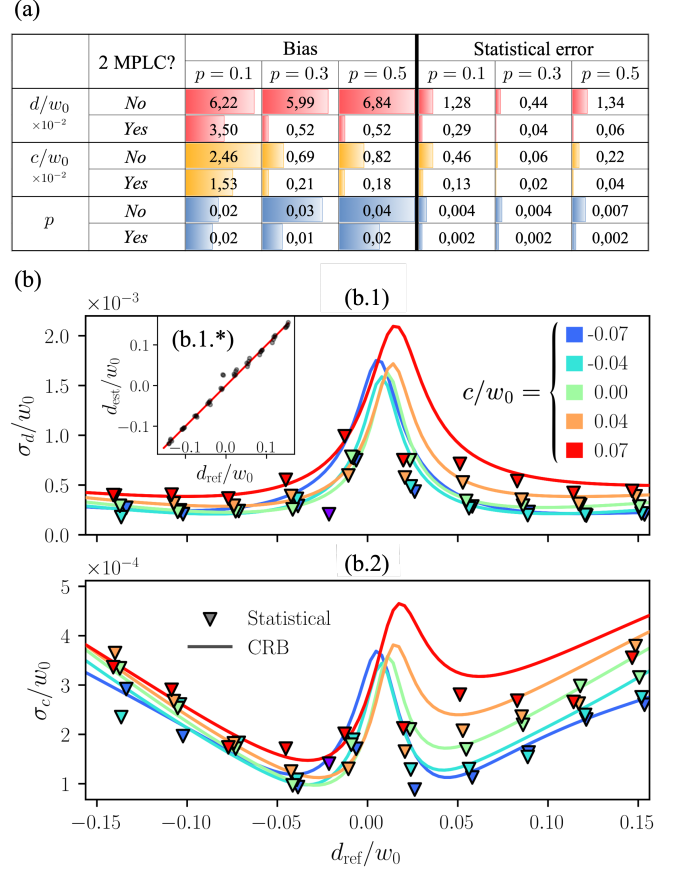 (a)
2 MPLC? Bias Statistical error
p = 0.1 p = 0.3 p = 0.5 p = 0.1 p = 0.3 p = 0.5
d/w₀ ×10⁻² No 6,22 5,99 6,84 1,28 0,44 1,34
Yes 3,50 0,52 0,52 0,29 0,04 0,06
c/w₀ ×10⁻² No 2,46 0,69 0,82 0,46 0,06 0,22
Yes 1,53 0,21 0,18 0,13 0,02 0,04
p No 0,02 0,03 0,04 0,004 0,004 0,007
Yes 0,02 0,01 0,02 0,002 0,002 0,002
(b)
(b.1)
×10⁻³
2.0
1.5
1.0
0.5
0.0
σ_d/w₀
(b.1.*)
0.1
0.0
−0.1
d_est/w₀
−0.1 0.0 0.1
d_ref/w₀
c/w₀ =
-0.07
-0.04
0.00
0.04
0.07
(b.2)
×10⁻⁴
5
4
3
2
1
σ_c/w₀
Statistical
CRB
−0.15 −0.10 −0.05 0.00 0.05 0.10 0.15
d_ref/w₀